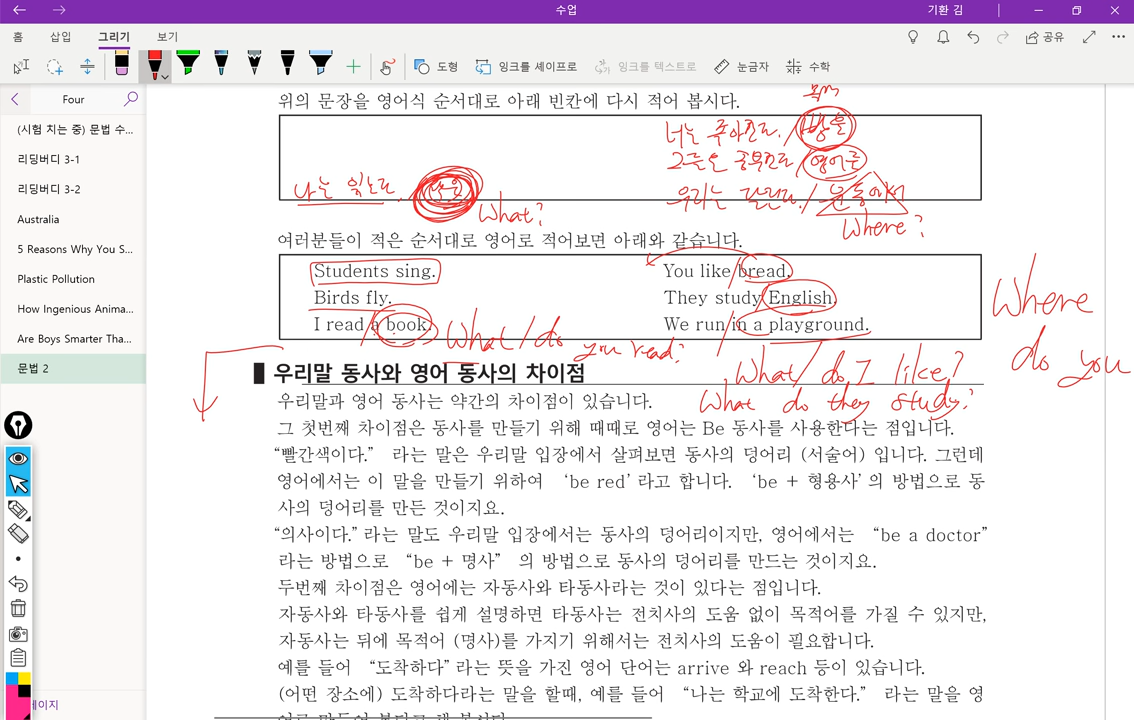 수업
기환 김
홈 삽입 그리기 보기
공유
도형 잉크를 셰이프로 잉크를 텍스트로 눈금자 수학
Four
(시험 치는 중) 문법 수...
리딩버디 3-1
리딩버디 3-2
Australia
5 Reasons Why You S...
Plastic Pollution
How Ingenious Anima...
Are Boys Smarter Tha...
문법 2
페이지
위의 문장을 영어식 순서대로 아래 빈칸에 다시 적어 봅시다.
너는 좋아한다 / 빵을
그들은 공부한다 / 영어를
나는 읽는다 / 책을
What?
우리는 달린다 / 운동장에서
Where?
여러분들이 적은 순서대로 영어로 적어보면 아래와 같습니다.
Students sing. You like / bread.
Birds fly. They study English.
I read / a book. We run / in a playground.
What / do you read?
What / do I like?
What do they study?
Where
do you
우리말 동사와 영어 동사의 차이점
우리말과 영어 동사는 약간의 차이점이 있습니다.
그 첫번째 차이점은 동사를 만들기 위해 때때로 영어는 Be 동사를 사용한다는 점입니다.
“빨간색이다.” 라는 말은 우리말 입장에서 살펴보면 동사의 덩어리 (서술어) 입니다. 그런데
영어에서는 이 말을 만들기 위하여 ‘be red’라고 합니다. ‘be + 형용사’의 방법으로 동
사의 덩어리를 만든 것이지요.
“의사이다.”라는 말도 우리말 입장에서는 동사의 덩어리이지만, 영어에서는 “be a doctor”
라는 방법으로 “be + 명사” 의 방법으로 동사의 덩어리를 만드는 것이지요.
두번째 차이점은 영어에는 자동사와 타동사라는 것이 있다는 점입니다.
자동사와 타동사를 쉽게 설명하면 타동사는 전치사의 도움 없이 목적어를 가질 수 있지만,
자동사는 뒤에 목적어 (명사)를 가지기 위해서는 전치사의 도움이 필요합니다.
예를 들어 “도착하다”라는 뜻을 가진 영어 단어는 arrive 와 reach 등이 있습니다.
(어떤 장소에) 도착하다라는 말을 할때, 예를 들어 “나는 학교에 도착한다.” 라는 말을 영